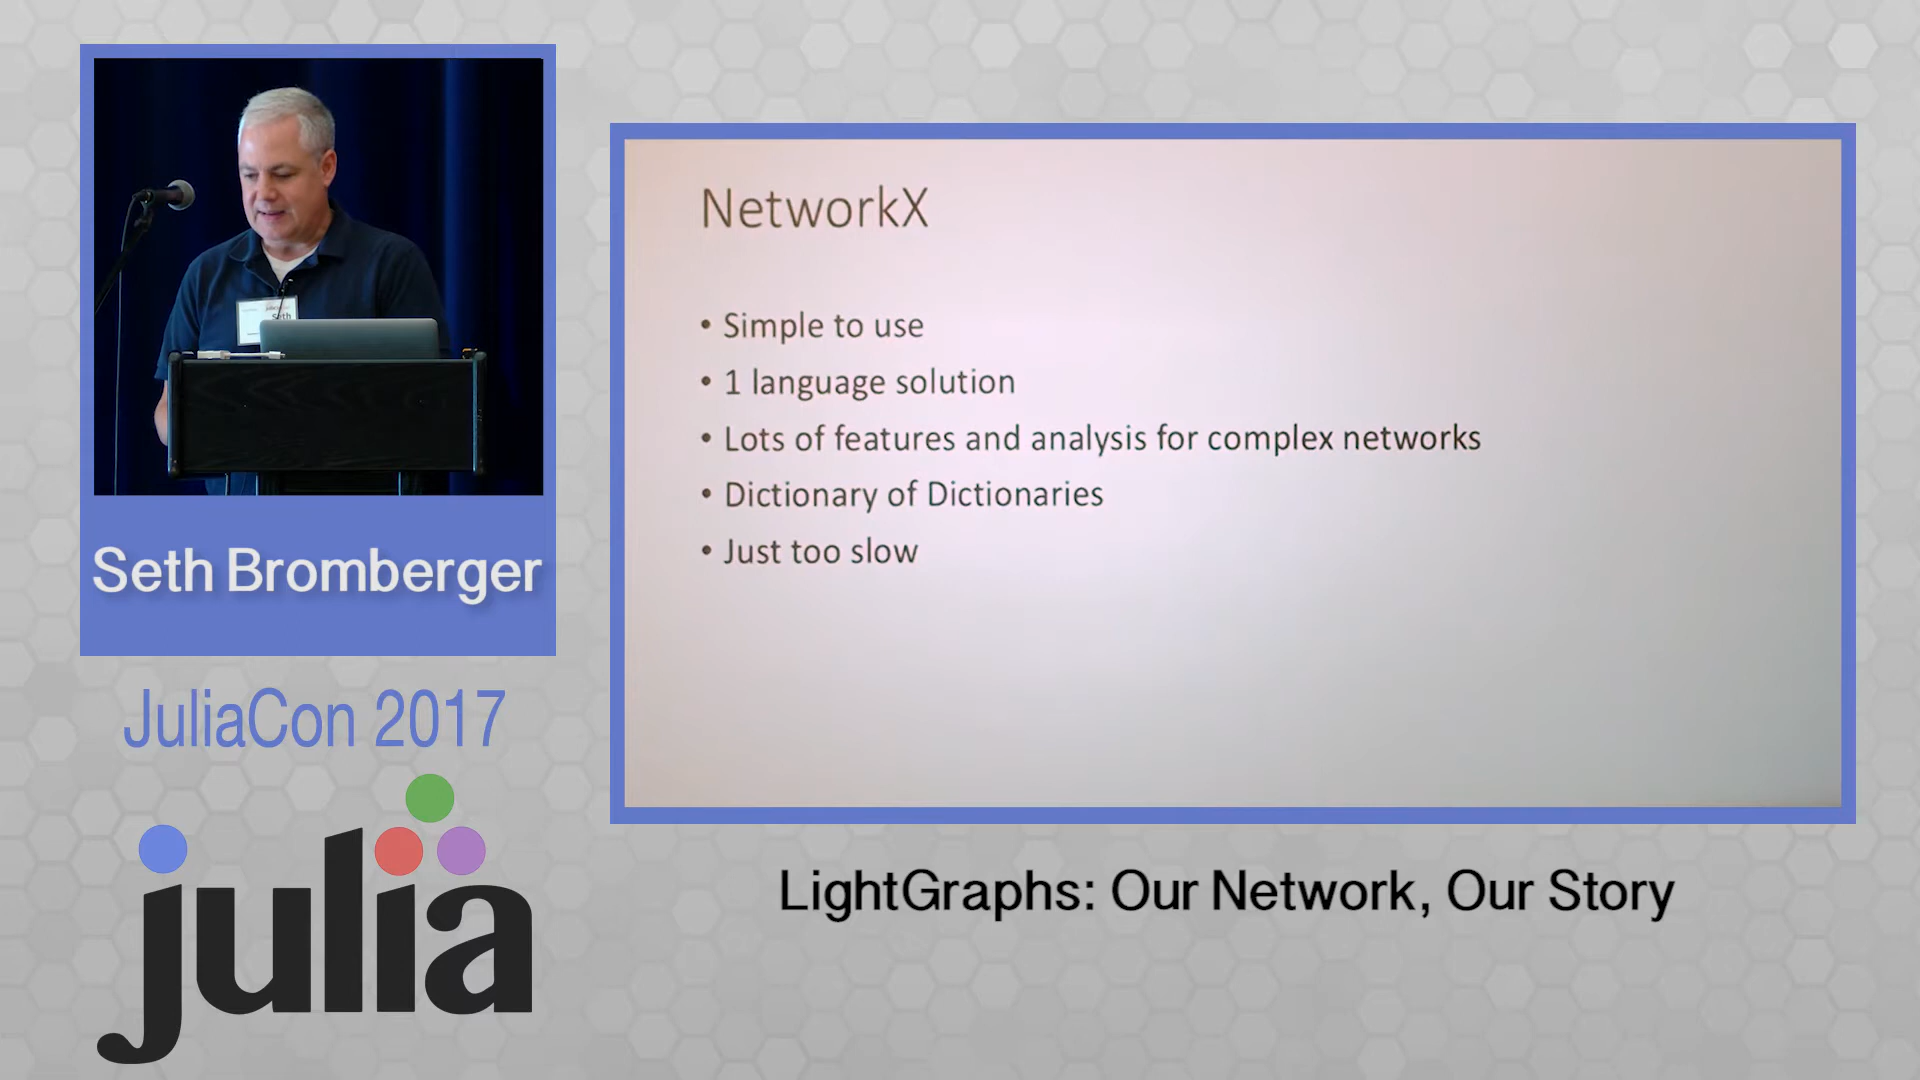 Seth
Seth Bromberger
JuliaCon 2017
julia
NetworkX
• Simple to use
• 1 language solution
• Lots of features and analysis for complex networks
• Dictionary of Dictionaries
• Just too slow
LightGraphs: Our Network, Our Story